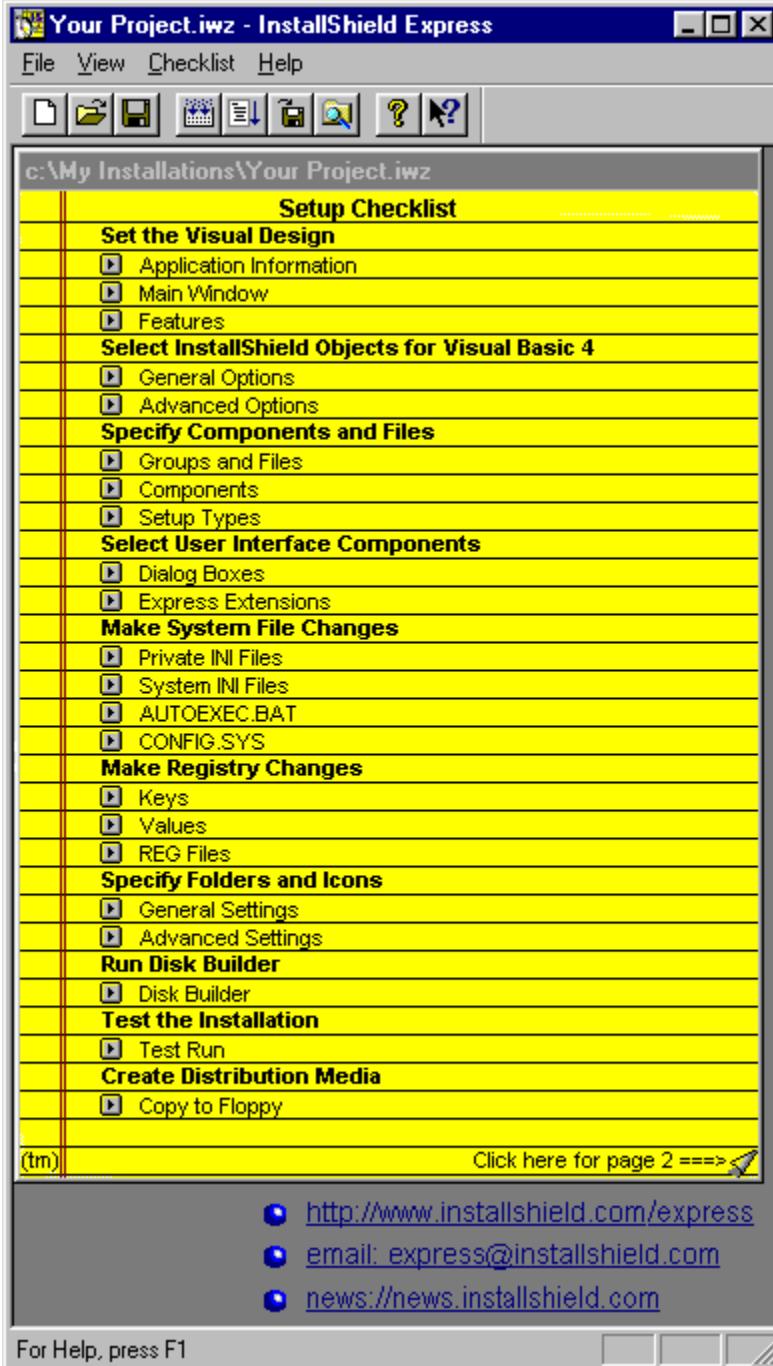 Your Project.iwz - InstallShield Express
File View Checklist Help
c:\My Installations\Your Project.iwz
Setup Checklist
Set the Visual Design
Application Information
Main Window
Features
Select InstallShield Objects for Visual Basic 4
General Options
Advanced Options
Specify Components and Files
Groups and Files
Components
Setup Types
Select User Interface Components
Dialog Boxes
Express Extensions
Make System File Changes
Private INI Files
System INI Files
AUTOEXEC.BAT
CONFIG.SYS
Make Registry Changes
Keys
Values
REG Files
Specify Folders and Icons
General Settings
Advanced Settings
Run Disk Builder
Disk Builder
Test the Installation
Test Run
Create Distribution Media
Copy to Floppy
(tm) Click here for page 2 ===>
http://www.installshield.com/express
email: express@installshield.com
news://news.installshield.com
For Help, press F1